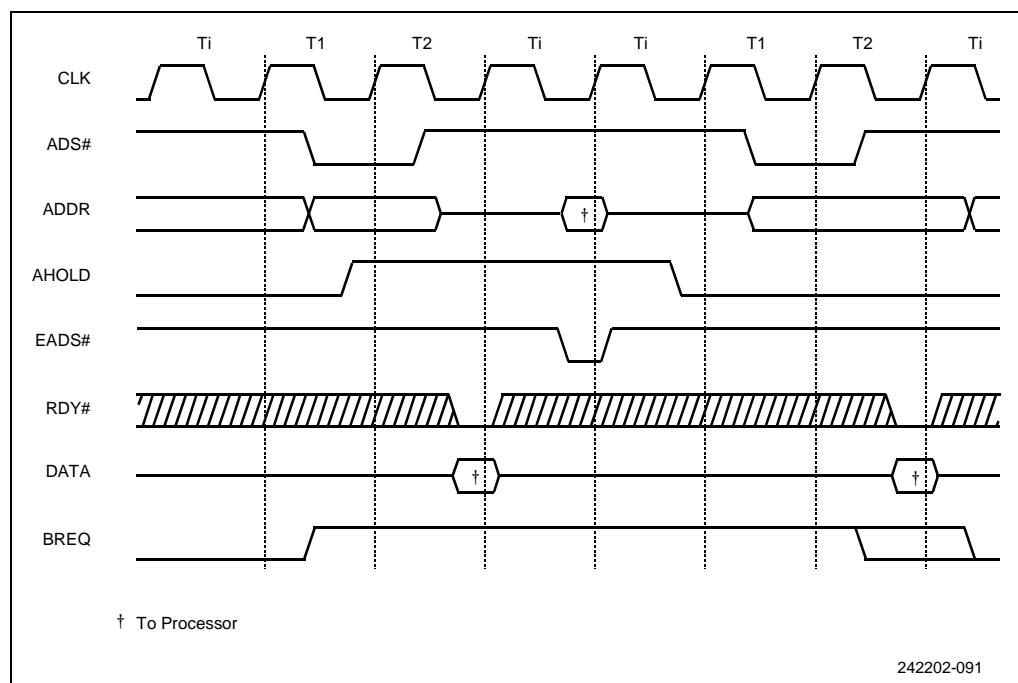 Ti T1 T2 Ti Ti T1 T2 Ti
CLK
ADS#
ADDR †
AHOLD
EADS#
RDY#
DATA † †
BREQ
† To Processor
242202-091